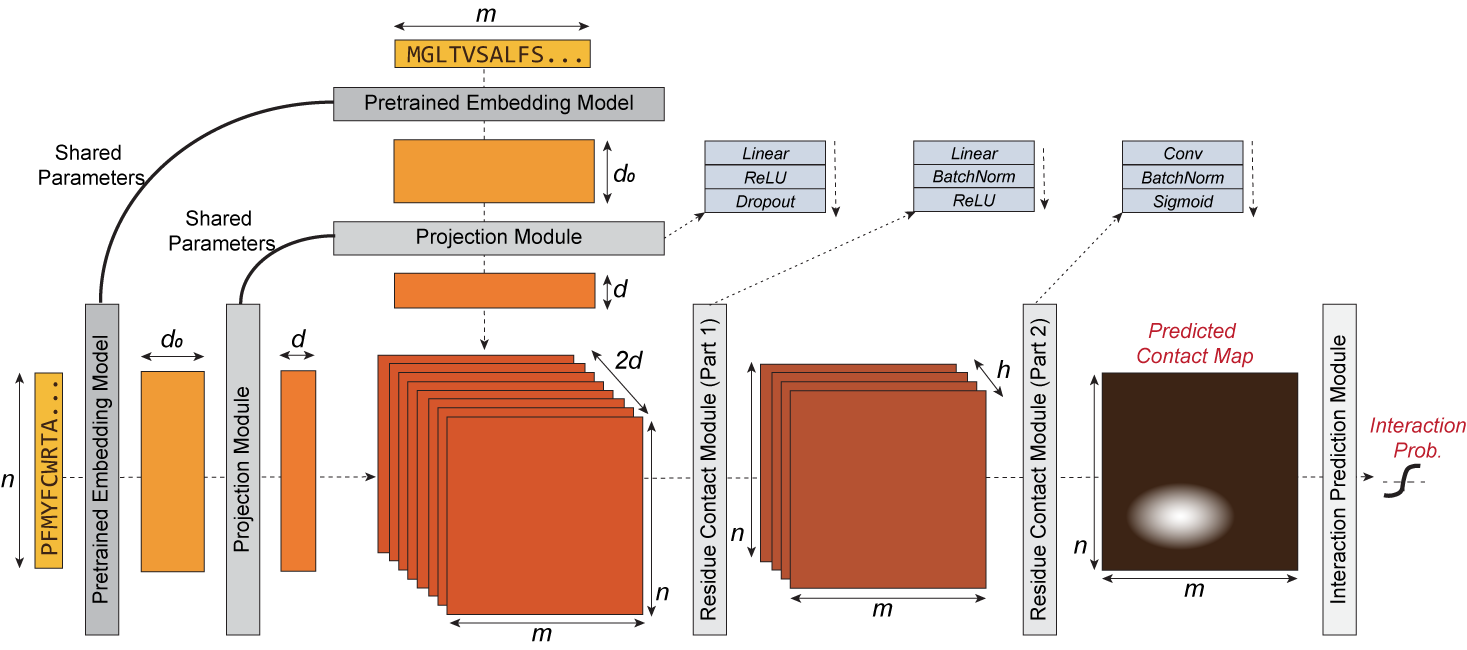 m
MGLTVSALFS...
Pretrained Embedding Model
Shared
Parameters
d₀
Linear
ReLU
Dropout
Linear
BatchNorm
ReLU
Conv
BatchNorm
Sigmoid
Shared
Parameters
Projection Module
d
n
PFMYFCWRTA...
Pretrained Embedding Model
d₀
Projection Module
d
2d
n
m
Residue Contact Module (Part 1)
h
n
m
Residue Contact Module (Part 2)
Predicted
Contact Map
n
m
Interaction Prediction Module
Interaction
Prob.